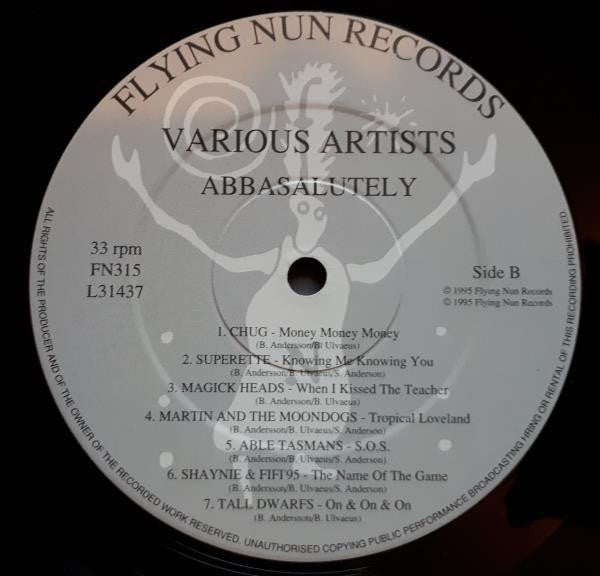 FLYING NUN RECORDS
VARIOUS ARTISTS
ABBASALUTELY
33 rpm
FN315
L31437
Side B
© 1995 Flying Nun Records
© 1995 Flying Nun Records
1. CHUG - Money Money Money
(B. Andersson/B. Ulvaeus)
2. SUPERETTE - Knowing Me Knowing You
(B. Andersson/B. Ulvaeus/S. Anderson)
3. MAGICK HEADS - When I Kissed The Teacher
(B. Andersson/B. Ulvaeus)
4. MARTIN AND THE MOONDOGS - Tropical Loveland
(B. Andersson/B. Ulvaeus/S. Anderson)
5. ABLE TASMANS - S.O.S.
(B. Andersson/B. Ulvaeus/S. Anderson)
6. SHAYNIE & FIFI'95 - The Name Of The Game
(B. Andersson/B. Ulvaeus/S. Anderson)
7. TALL DWARFS - On & On & On
(B. Andersson/B. Ulvaeus)
ALL RIGHTS OF THE PRODUCER AND OF THE OWNER OF THE RECORDED WORK RESERVED. UNAUTHORISED COPYING PUBLIC PERFORMANCE BROADCASTING HIRING OR RENTAL OF THIS RECORDING PROHIBITED.